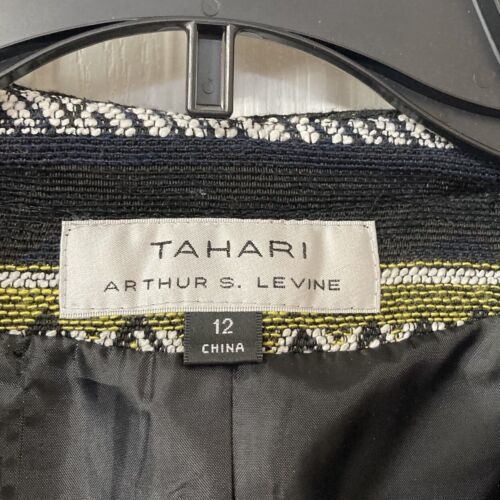 TAHARI
ARTHUR S. LEVINE
12
CHINA